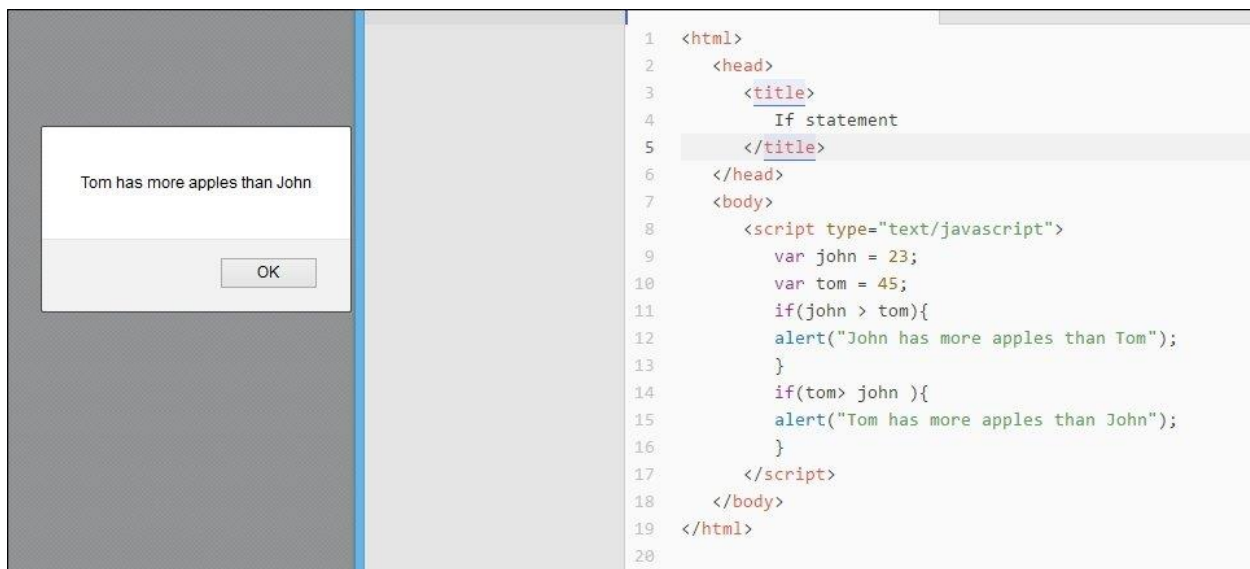 Tom has more apples than John
OK
1 <html>
2 <head>
3 <title>
4 If statement
5 </title>
6 </head>
7 <body>
8 <script type="text/javascript">
9 var john = 23;
10 var tom = 45;
11 if(john > tom){
12 alert("John has more apples than Tom");
13 }
14 if(tom> john ){
15 alert("Tom has more apples than John");
16 }
17 </script>
18 </body>
19 </html>
20